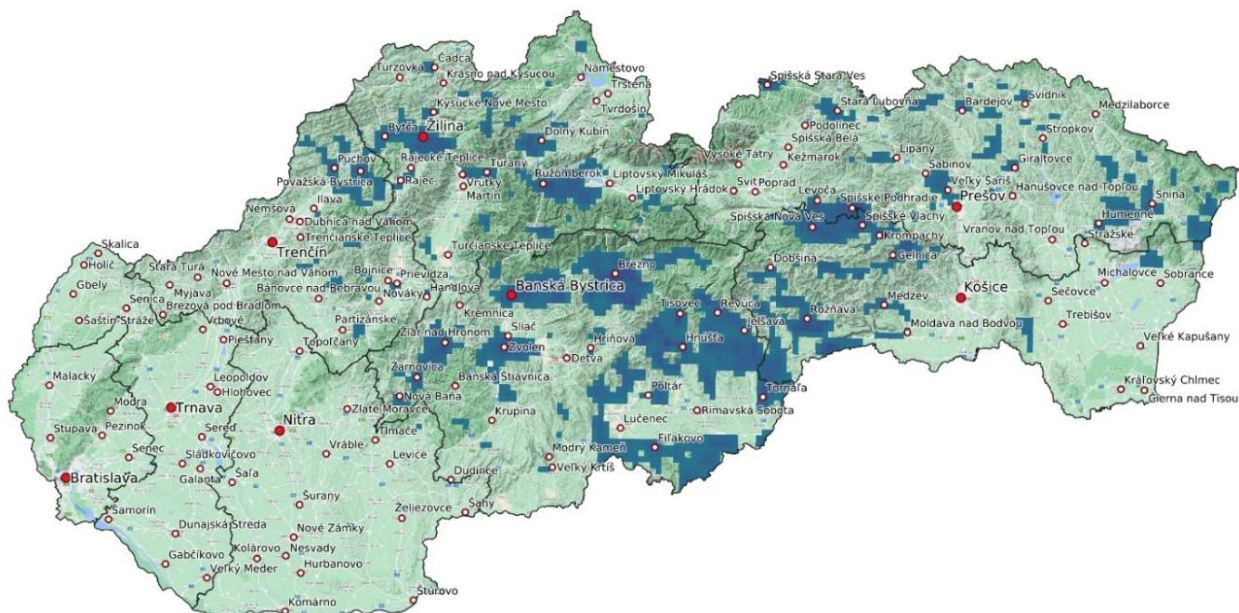 Čadca
Turzovka
Krásno nad Kysucou
Námestovo
Trstená
Tvrdošín
Kysucké Nové Mesto
Bytča
Žilina
Dolný Kubín
Spišská Stará Ves
Stará Ľubovňa
Podolínec
Spišská Belá
Vysoké Tatry
Kežmarok
Lipany
Bardejov
Svidník
Medzilaborce
Stropkov
Giraltovce
Sabinov
Veľký Šariš
Hanušovce nad Topľou
Prešov
Snina
Humenné
Vranov nad Topľou
Strážske
Púchov
Považská Bystrica
Rajecké Teplice
Rajec
Turany
Vrútky
Martin
Ružomberok
Liptovský Mikuláš
Liptovský Hrádok
Svit
Poprad
Levoča
Spišské Podhradie
Spišská Nová Ves
Spišské Vlachy
Krompachy
Gelnica
Ilava
Nemšová
Dubnica nad Váhom
Trenčianske Teplice
Trenčín
Turčianske Teplice
Skalica
Holíč
Gbely
Senica
Šaštín-Stráže
Stará Turá
Myjava
Nové Mesto nad Váhom
Brezová pod Bradlom
Vrbové
Piešťany
Bánovce nad Bebravou
Bojnice
Prievidza
Nováky
Handlová
Partizánske
Topoľčany
Kremnica
Banská Bystrica
Brezno
Dobšiná
Tisovec
Revúca
Jelšava
Rožňava
Medzev
Košice
Moldava nad Bodvou
Michalovce
Sobrance
Sečovce
Trebišov
Veľké Kapušany
Kráľovský Chlmec
Čierna nad Tisou
Žiar nad Hronom
Sliač
Zvolen
Hriňová
Detva
Hnúšťa
Žarnovica
Nová Baňa
Banská Štiavnica
Krupina
Poltár
Lučenec
Rimavská Sobota
Tornaľa
Fiľakovo
Modrý Kameň
Veľký Krtíš
Dudince
Šahy
Malacky
Modra
Pezinok
Stupava
Senec
Bratislava
Šamorín
Leopoldov
Hlohovec
Trnava
Sereď
Sládkovičovo
Galanta
Šaľa
Nitra
Zlaté Moravce
Vráble
Tlmače
Levice
Šurany
Želiezovce
Dunajská Streda
Nové Zámky
Gabčíkovo
Kolárovo
Nesvady
Veľký Meder
Hurbanovo
Komárno
Štúrovo